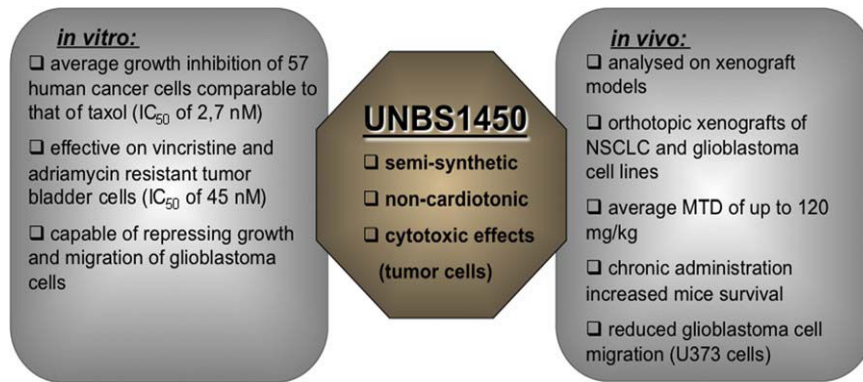 in vitro:
❑ average growth inhibition of 57
human cancer cells comparable to
that of taxol (IC50 of 2,7 nM)
❑ effective on vincristine and
adriamycin resistant tumor
bladder cells (IC50 of 45 nM)
❑ capable of repressing growth
and migration of glioblastoma
cells
UNBS1450
❑ semi-synthetic
❑ non-cardiotonic
❑ cytotoxic effects
(tumor cells)
in vivo:
❑ analysed on xenograft
models
❑ orthotopic xenografts of
NSCLC and glioblastoma
cell lines
❑ average MTD of up to 120
mg/kg
❑ chronic administration
increased mice survival
❑ reduced glioblastoma cell
migration (U373 cells)